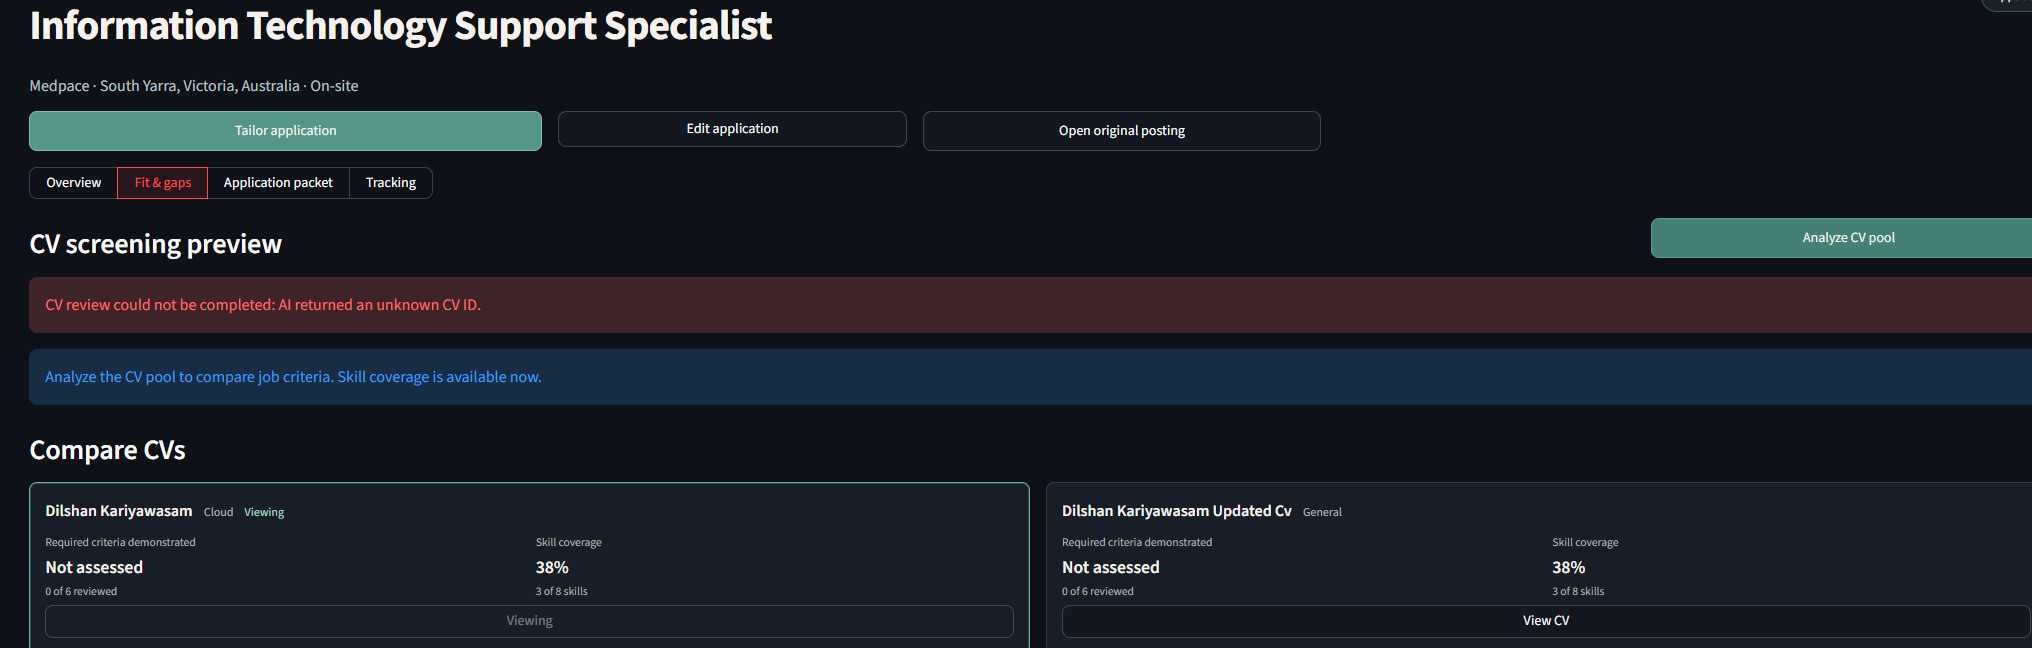 Information Technology Support Specialist
Medpace · South Yarra, Victoria, Australia · On-site
Tailor application
Edit application
Open original posting
Overview
Fit & gaps
Application packet
Tracking
CV screening preview
Analyze CV pool
CV review could not be completed: AI returned an unknown CV ID.
Analyze the CV pool to compare job criteria. Skill coverage is available now.
Compare CVs
Dilshan Kariyawasam Cloud Viewing
Required criteria demonstrated
Not assessed
0 of 6 reviewed
Skill coverage
38%
3 of 8 skills
Viewing
Dilshan Kariyawasam Updated Cv General
Required criteria demonstrated
Not assessed
0 of 6 reviewed
Skill coverage
38%
3 of 8 skills
View CV